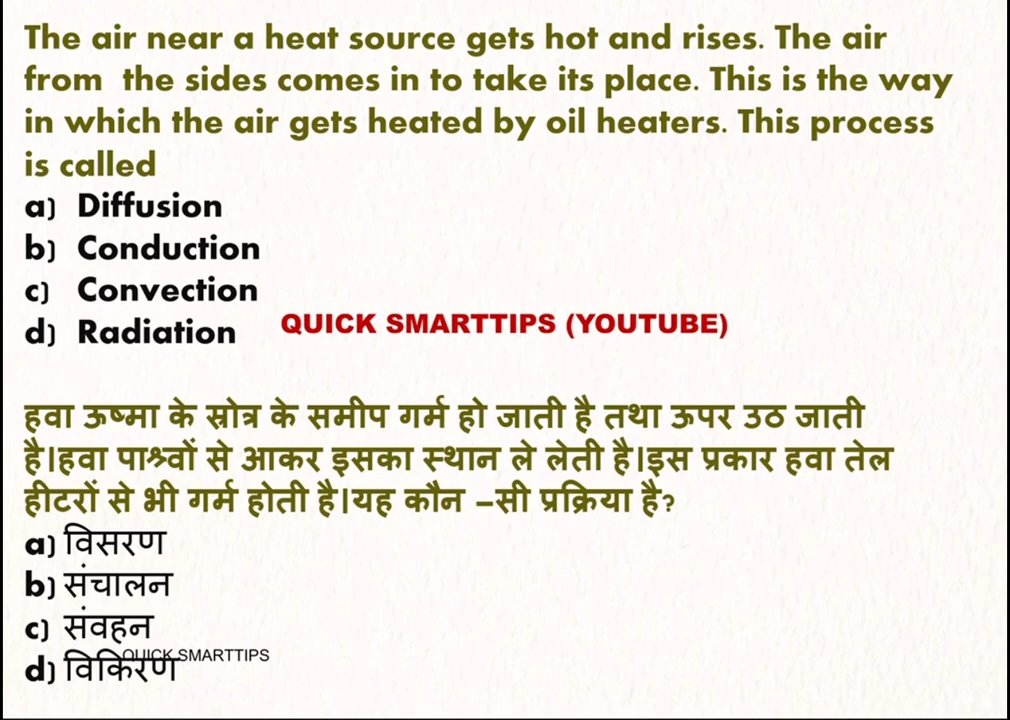 The air near a heat source gets hot and rises. The air
from the sides comes in to take its place. This is the way
in which the air gets heated by oil heaters. This process
is called
a) Diffusion
b) Conduction
c) Convection
d) Radiation
QUICK SMARTTIPS (YOUTUBE)
हवा ऊष्मा के स्रोत्र के समीप गर्म हो जाती है तथा ऊपर उठ जाती
है।हवा पार्श्वों से आकर इसका स्थान ले लेती है।इस प्रकार हवा तेल
हीटरों से भी गर्म होती है।यह कौन –सी प्रक्रिया है?
a) विसरण
b) संचालन
c) संवहन
QUICK SMARTTIPS
d) विकिरण